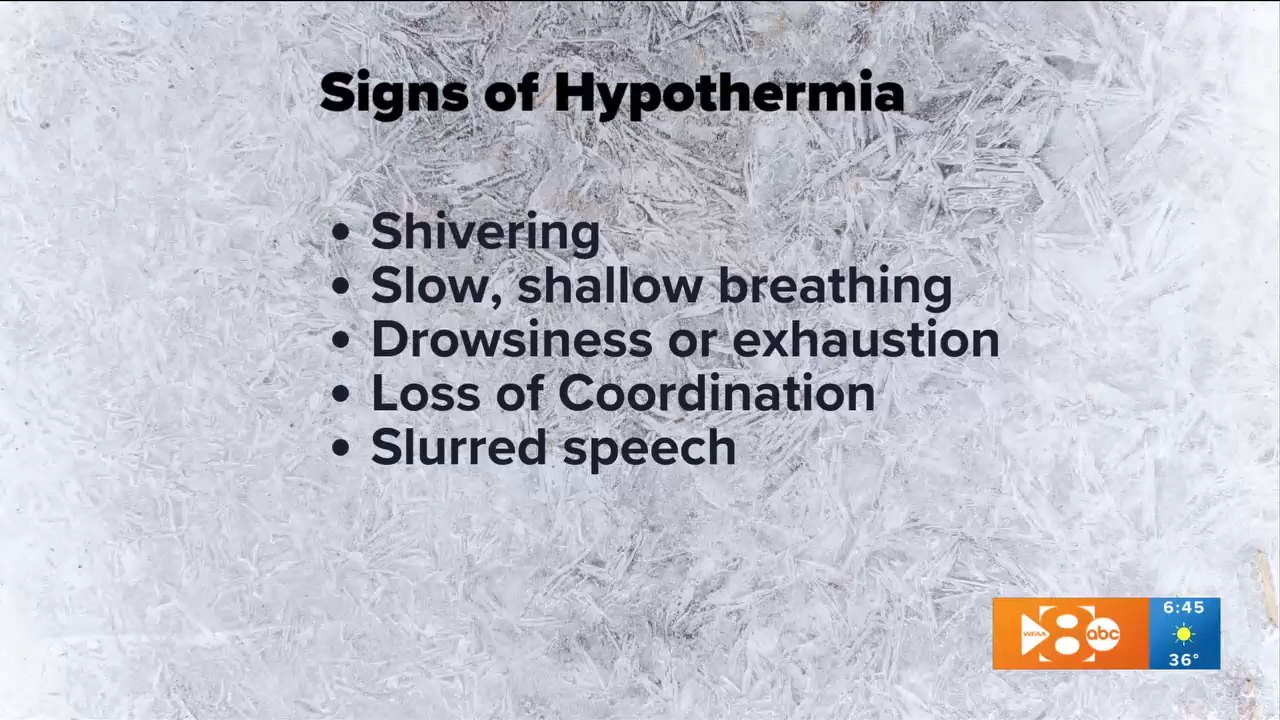 Signs of Hypothermia
• Shivering
• Slow, shallow breathing
• Drowsiness or exhaustion
• Loss of Coordination
• Slurred speech
WFAA 8 abc
6:45
36°